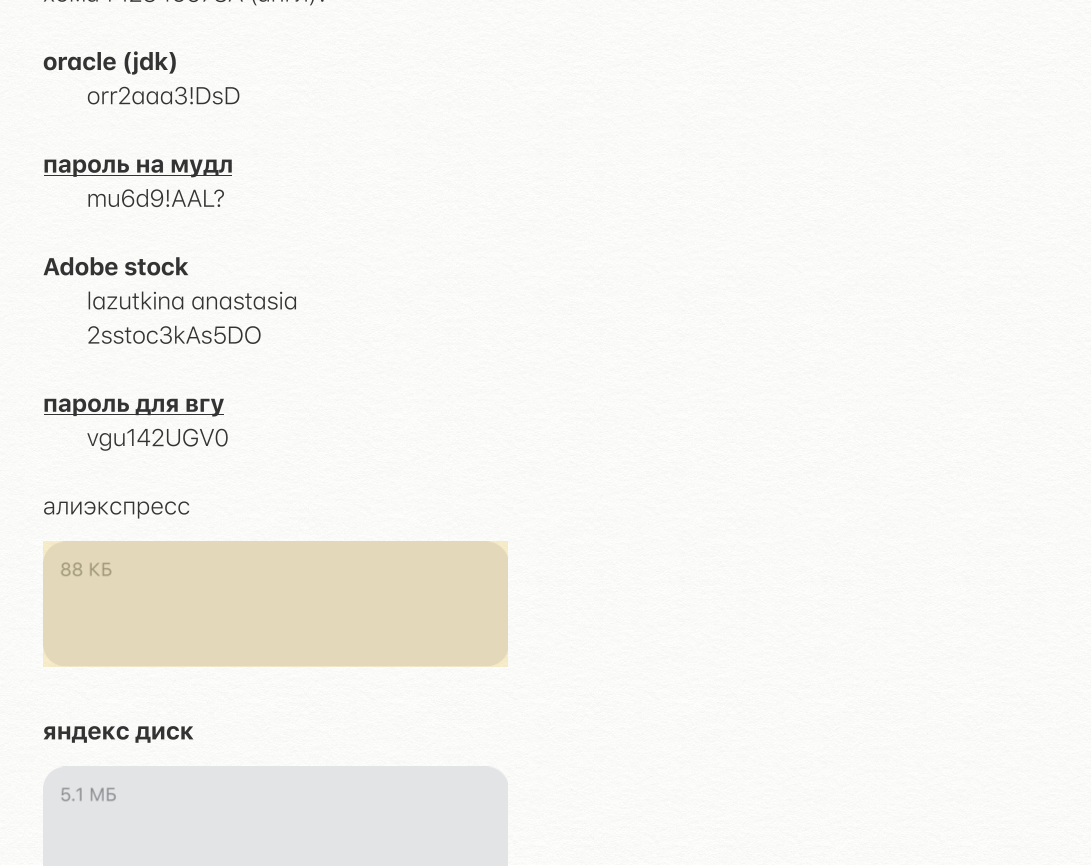 oracle (jdk)
orr2aaa3!DsD
пароль на мудл
mu6d9!AAL?
Adobe stock
lazutkina anastasia
2sstoc3kAs5DO
пароль для вгу
vgu142UGV0
алиэкспресс
88 КБ
яндекс диск
5.1 МБ